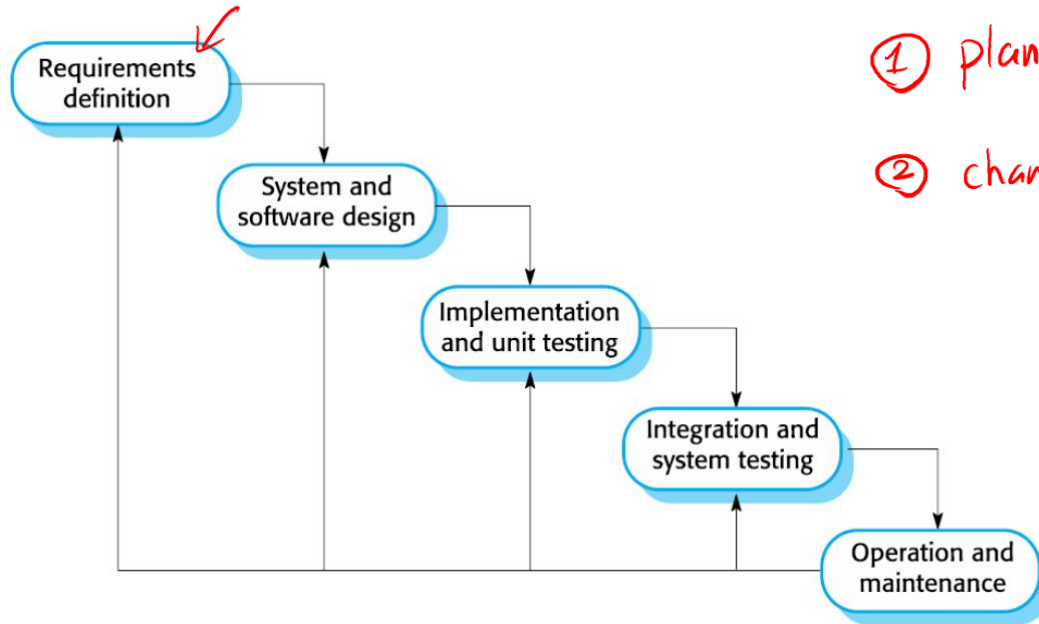 Requirements
definition
① plan
② char
System and
software design
Implementation
and unit testing
Integration and
system testing
Operation and
maintenance